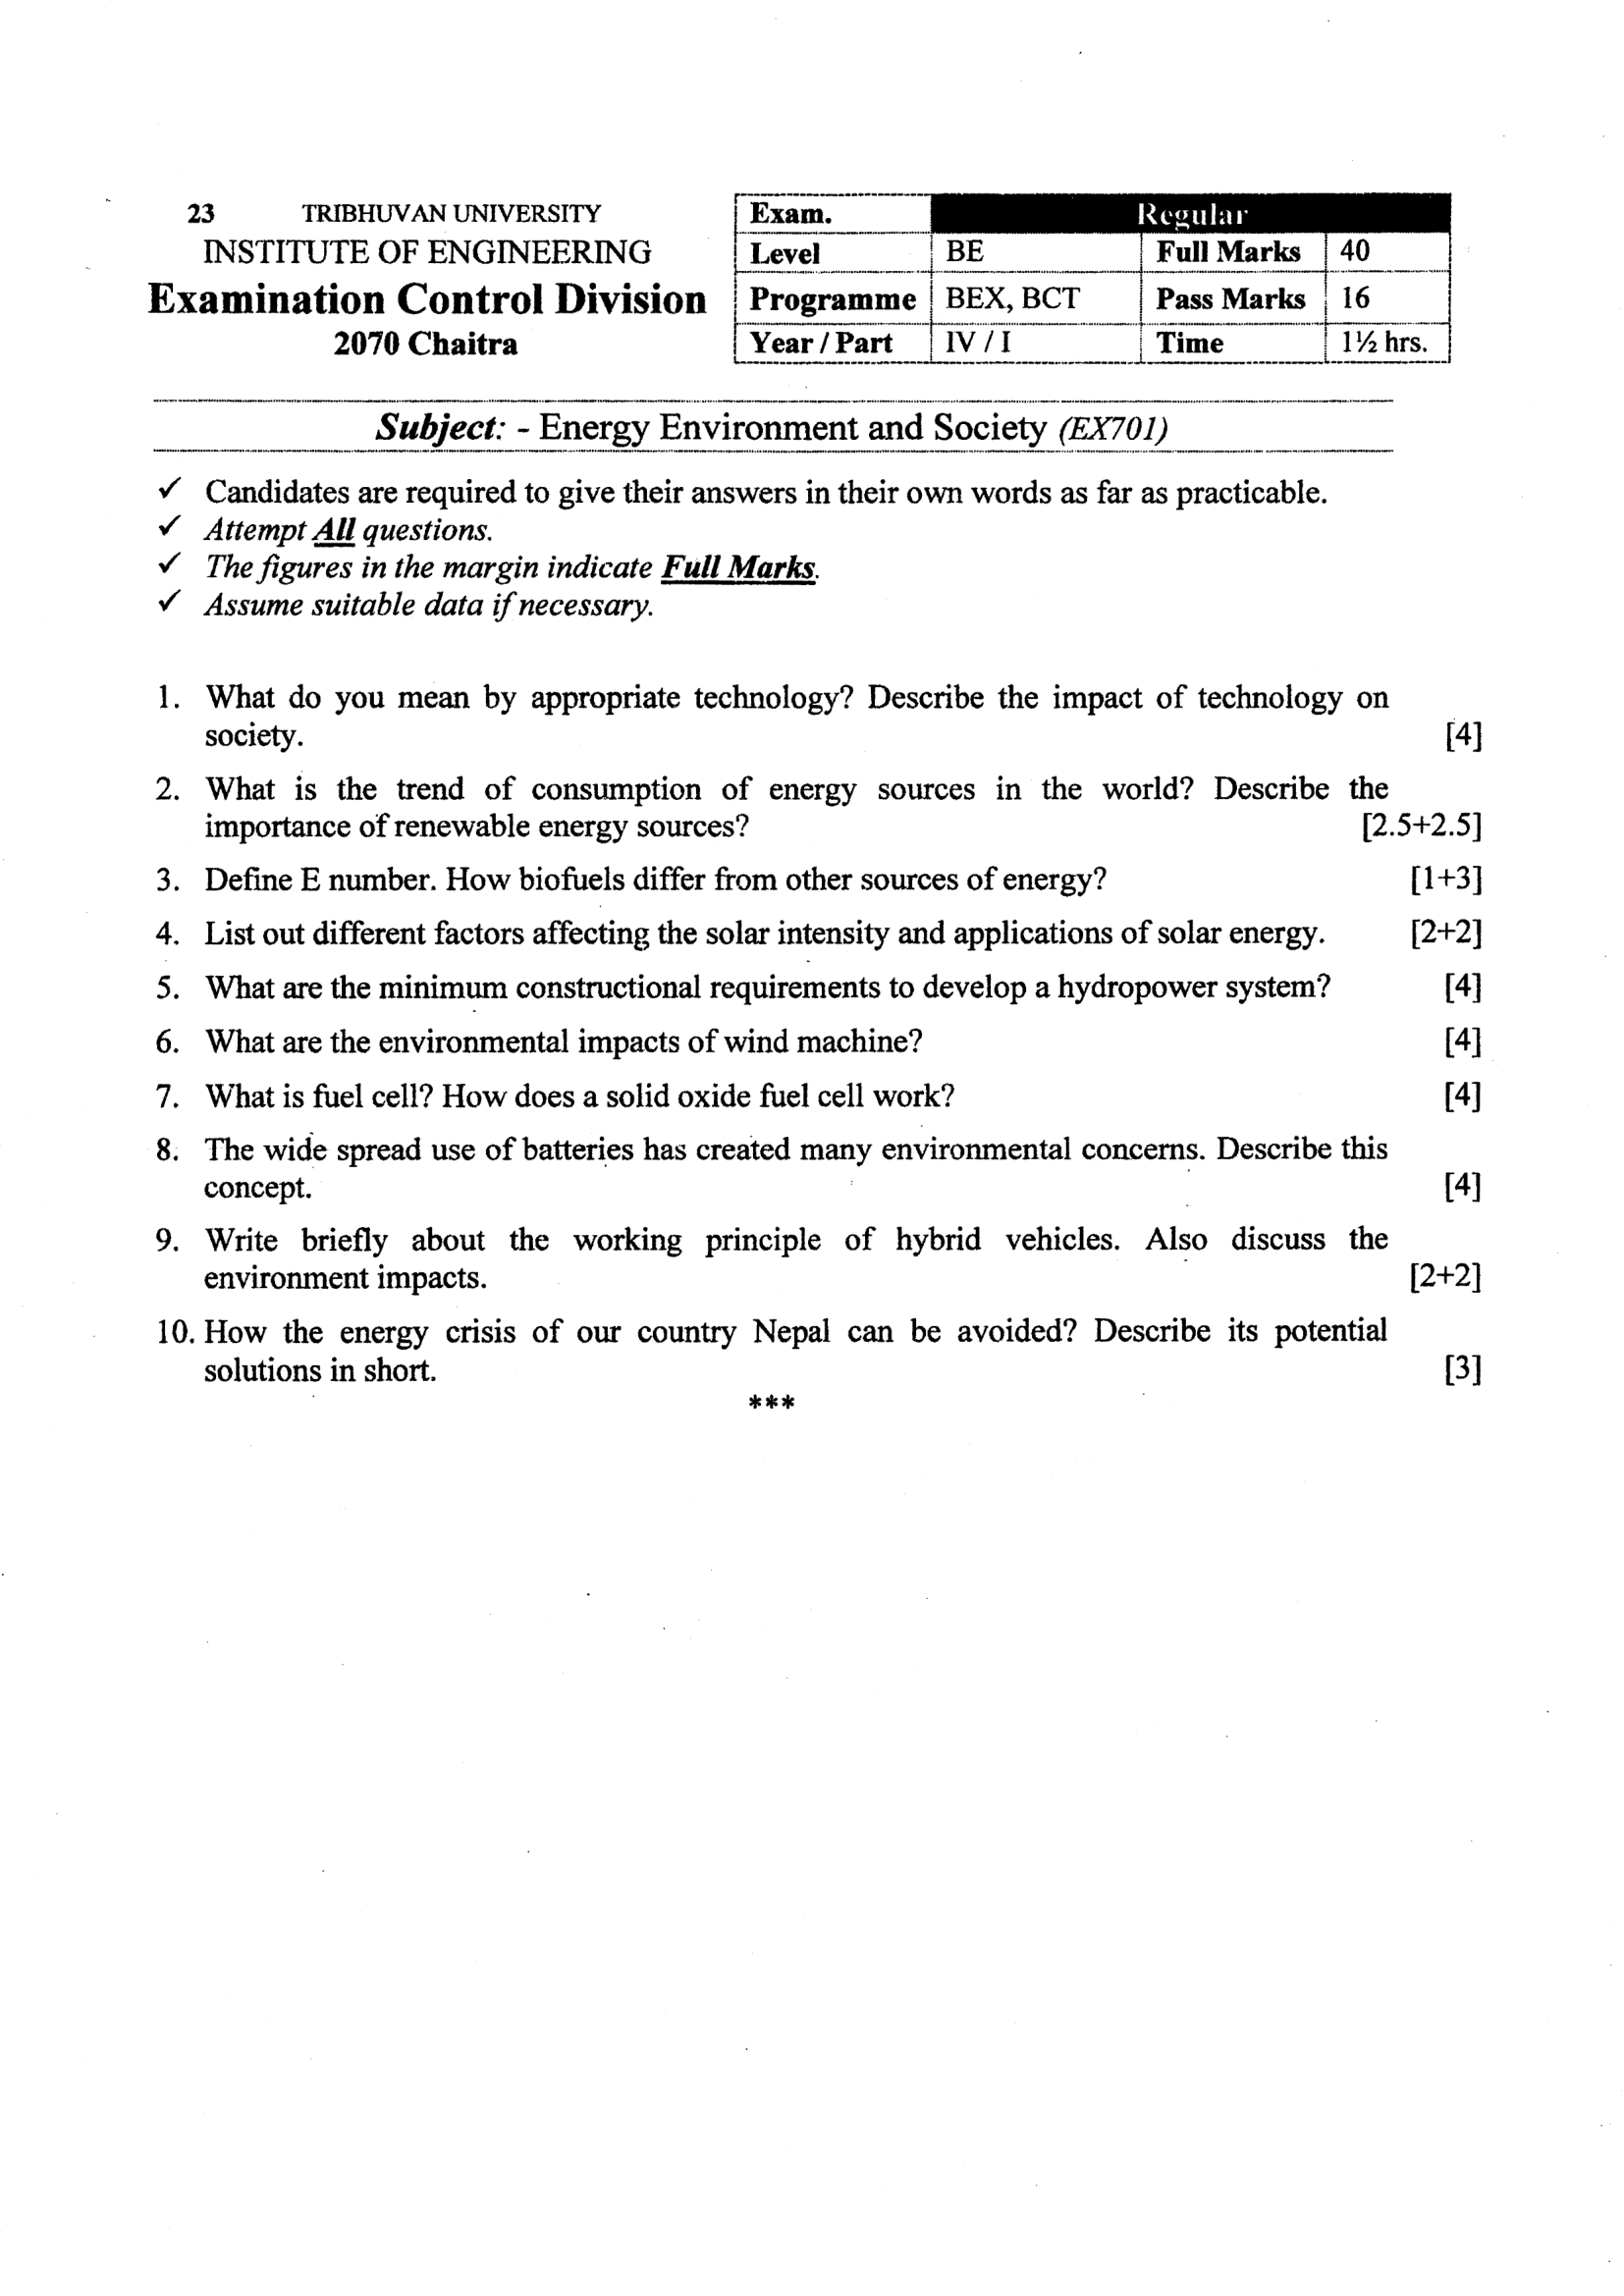 23 TRIBHUVAN UNIVERSITY
INSTITUTE OF ENGINEERING
Examination Control Division
2070 Chaitra
Exam. Regular
Level BE Full Marks 40
Programme BEX, BCT Pass Marks 16
Year / Part IV / I Time 1½ hrs.
Subject: - Energy Environment and Society (EX701)
✓ Candidates are required to give their answers in their own words as far as practicable.
✓ Attempt All questions.
✓ The figures in the margin indicate Full Marks.
✓ Assume suitable data if necessary.
1. What do you mean by appropriate technology? Describe the impact of technology on
society. [4]
2. What is the trend of consumption of energy sources in the world? Describe the
importance of renewable energy sources? [2.5+2.5]
3. Define E number. How biofuels differ from other sources of energy? [1+3]
4. List out different factors affecting the solar intensity and applications of solar energy. [2+2]
5. What are the minimum constructional requirements to develop a hydropower system? [4]
6. What are the environmental impacts of wind machine? [4]
7. What is fuel cell? How does a solid oxide fuel cell work? [4]
8. The wide spread use of batteries has created many environmental concerns. Describe this
concept. [4]
9. Write briefly about the working principle of hybrid vehicles. Also discuss the
environment impacts. [2+2]
10. How the energy crisis of our country Nepal can be avoided? Describe its potential
solutions in short. [3]
***